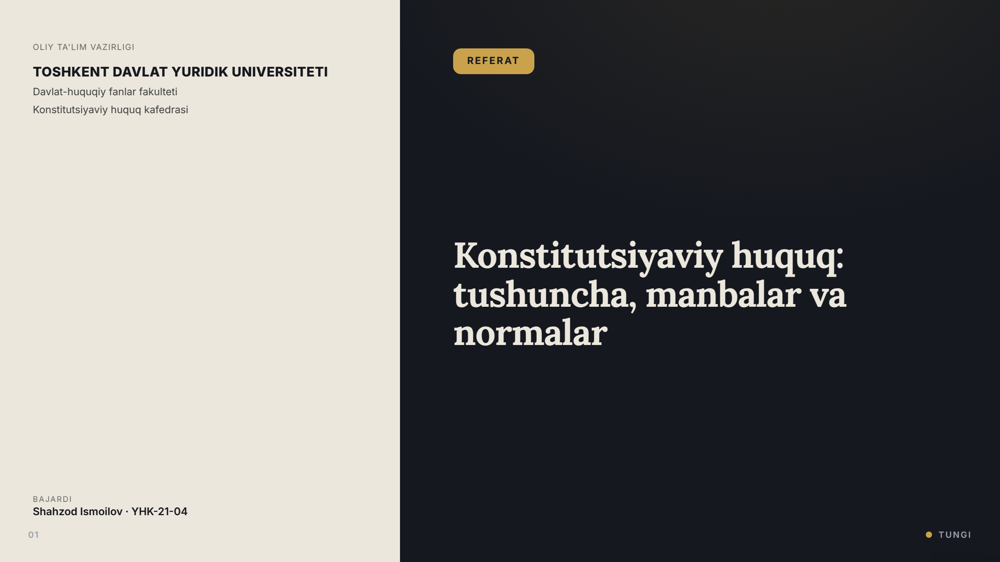 OLIY TA'LIM VAZIRLIGI
TOSHKENT DAVLAT YURIDIK UNIVERSITETI
Davlat-huquqiy fanlar fakulteti
Konstitutsiyaviy huquq kafedrasi
BAJARDI
Shahzod Ismoilov · YHK-21-04
01
REFERAT
Konstitutsiyaviy huquq:
tushuncha, manbalar va
normalar
TUNGI